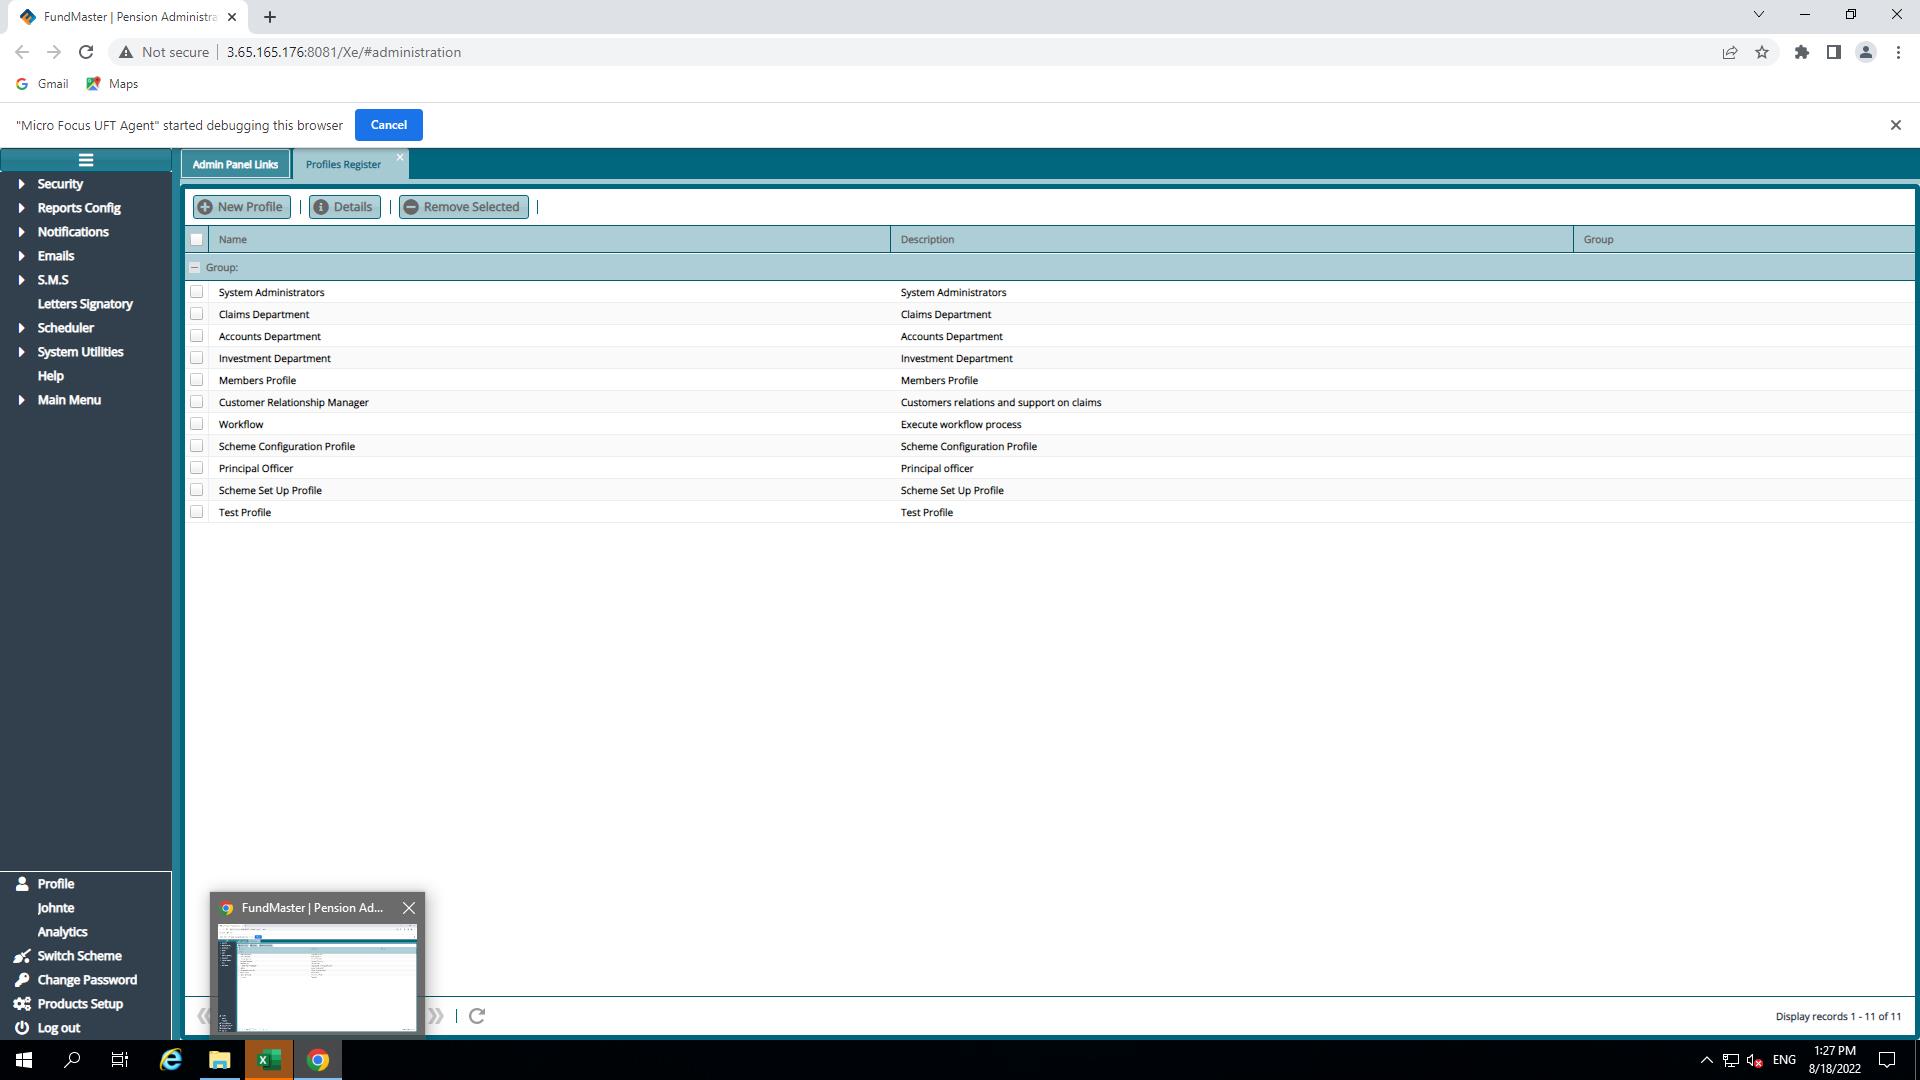 FundMaster | Pension Administra
Not secure
3.65.165.176:8081/Xe/#administration
Gmail
Maps
"Micro Focus UFT Agent" started debugging this browser
Cancel
Admin Panel Links
Profiles Register
Security
Reports Config
Notifications
Emails
S.M.S
Letters Signatory
Scheduler
System Utilities
Help
Main Menu
New Profile
Details
Remove Selected
Name
Description
Group
Group:
System Administrators
System Administrators
Claims Department
Claims Department
Accounts Department
Accounts Department
Investment Department
Investment Department
Members Profile
Members Profile
Customer Relationship Manager
Customers relations and support on claims
Workflow
Execute workflow process
Scheme Configuration Profile
Scheme Configuration Profile
Principal Officer
Principal officer
Scheme Set Up Profile
Scheme Set Up Profile
Test Profile
Test Profile
Profile
Johnte
Analytics
Switch Scheme
Change Password
Products Setup
Log out
FundMaster | Pension Ad...
Display records 1 - 11 of 11
ENG
1:27 PM
8/18/2022